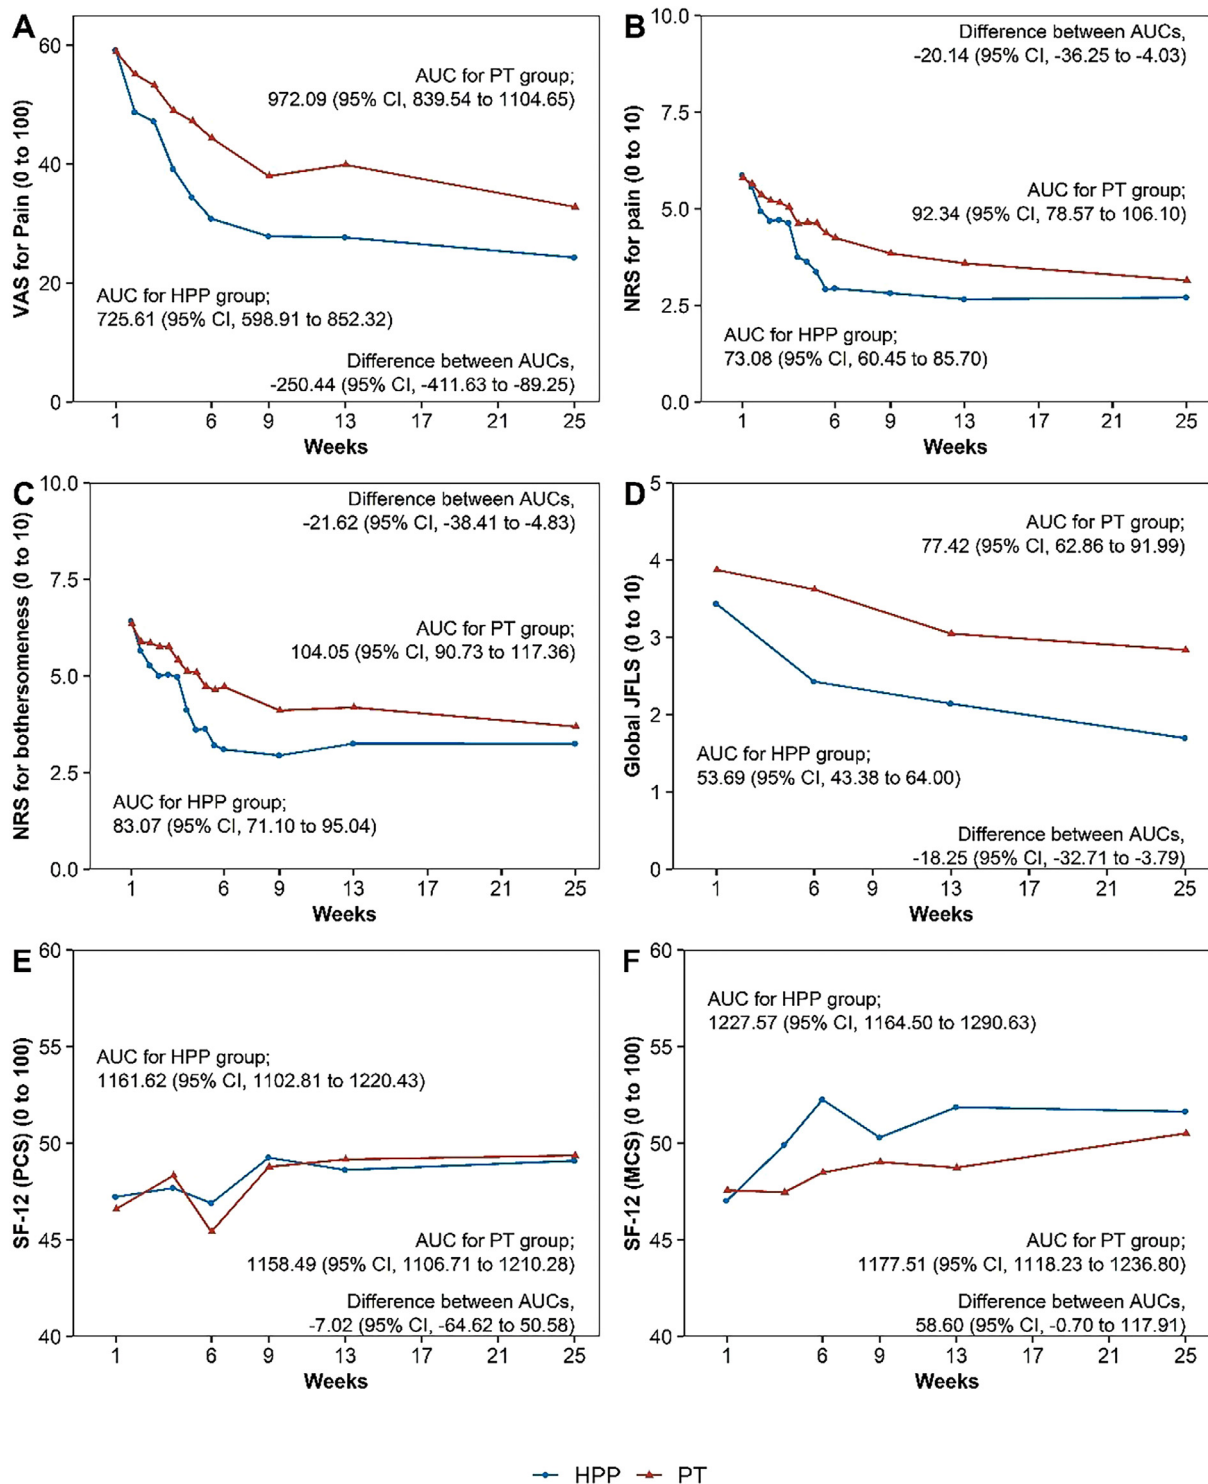 A
VAS for Pain (0 to 100)
60
40
20
0
AUC for PT group;
972.09 (95% CI, 839.54 to 1104.65)
AUC for HPP group;
725.61 (95% CI, 598.91 to 852.32)
Difference between AUCs,
-250.44 (95% CI, -411.63 to -89.25)
1 6 9 13 17 21 25
Weeks
B
NRS for pain (0 to 10)
10.0
7.5
5.0
2.5
0.0
Difference between AUCs,
-20.14 (95% CI, -36.25 to -4.03)
AUC for PT group;
92.34 (95% CI, 78.57 to 106.10)
AUC for HPP group;
73.08 (95% CI, 60.45 to 85.70)
1 6 9 13 17 21 25
Weeks
C
NRS for bothersomeness (0 to 10)
10.0
7.5
5.0
2.5
0.0
Difference between AUCs,
-21.62 (95% CI, -38.41 to -4.83)
AUC for PT group;
104.05 (95% CI, 90.73 to 117.36)
AUC for HPP group;
83.07 (95% CI, 71.10 to 95.04)
1 6 9 13 17 21 25
Weeks
D
Global JFLS (0 to 10)
5
4
3
2
1
0
AUC for PT group;
77.42 (95% CI, 62.86 to 91.99)
AUC for HPP group;
53.69 (95% CI, 43.38 to 64.00)
Difference between AUCs,
-18.25 (95% CI, -32.71 to -3.79)
1 6 9 13 17 21 25
Weeks
E
SF-12 (PCS) (0 to 100)
60
55
50
45
40
AUC for HPP group;
1161.62 (95% CI, 1102.81 to 1220.43)
AUC for PT group;
1158.49 (95% CI, 1106.71 to 1210.28)
Difference between AUCs,
-7.02 (95% CI, -64.62 to 50.58)
1 6 9 13 17 21 25
Weeks
F
SF-12 (MCS) (0 to 100)
60
55
50
45
40
AUC for HPP group;
1227.57 (95% CI, 1164.50 to 1290.63)
AUC for PT group;
1177.51 (95% CI, 1118.23 to 1236.80)
Difference between AUCs,
58.60 (95% CI, -0.70 to 117.91)
1 6 9 13 17 21 25
Weeks
HPP PT